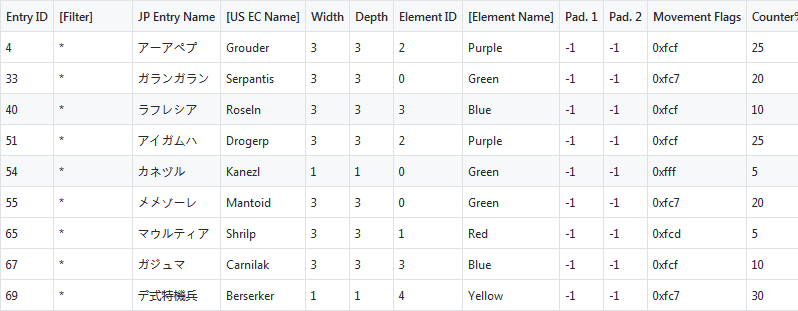 Entry ID [Filter] JP Entry Name [US EC Name] Width Depth Element ID [Element Name] Pad. 1 Pad. 2 Movement Flags Counter%
4 * アーアペプ Grouder 3 3 2 Purple -1 -1 0xfcf 25
33 * ガランガラン Serpantis 3 3 0 Green -1 -1 0xfc7 20
40 * ラフレシア Roseln 3 3 3 Blue -1 -1 0xfcf 10
51 * アイガムハ Drogerp 3 3 2 Purple -1 -1 0xfcf 25
54 * カネヅル Kanezl 1 1 0 Green -1 -1 0xfff 5
55 * メメゾーレ Mantoid 3 3 0 Green -1 -1 0xfc7 20
65 * マウルティア Shrilp 3 3 1 Red -1 -1 0xfcd 5
67 * ガジュマ Carnilak 3 3 3 Blue -1 -1 0xfcf 10
69 * デ式特機兵 Berserker 1 1 4 Yellow -1 -1 0xfc7 30